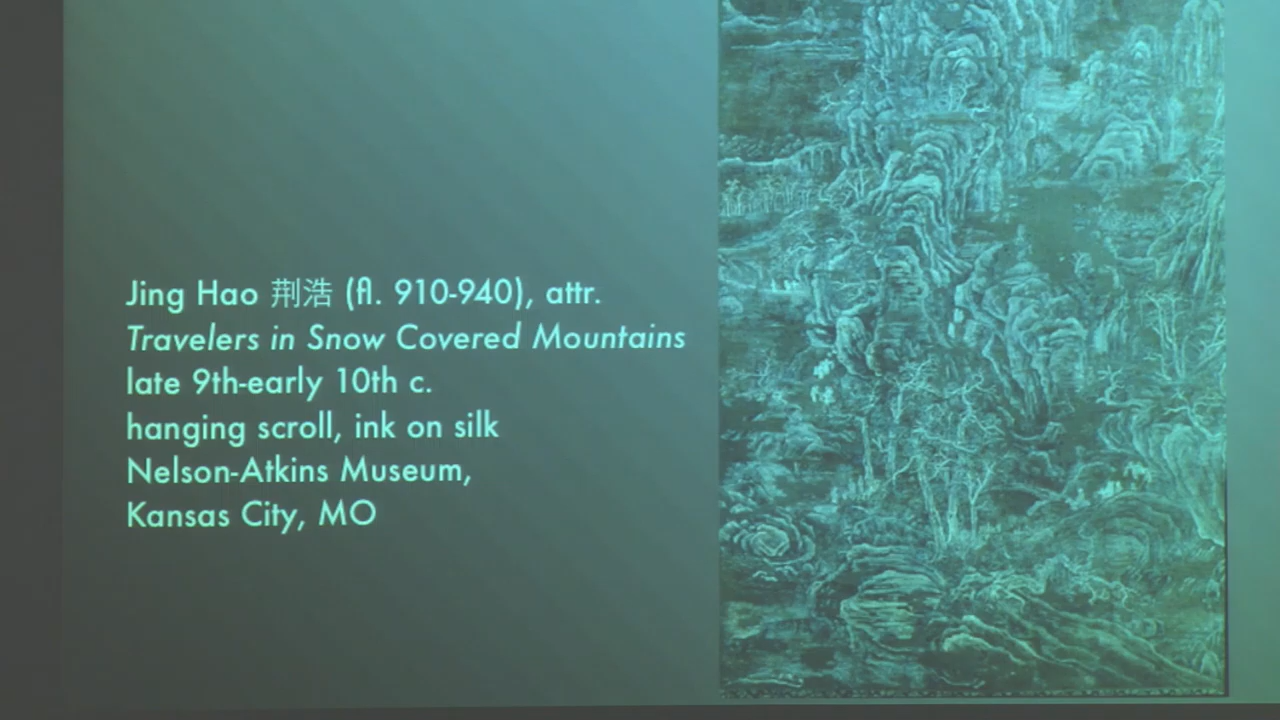 Jing Hao 荆浩 (fl. 910-940), attr.
Travelers in Snow Covered Mountains
late 9th-early 10th c.
hanging scroll, ink on silk
Nelson-Atkins Museum,
Kansas City, MO